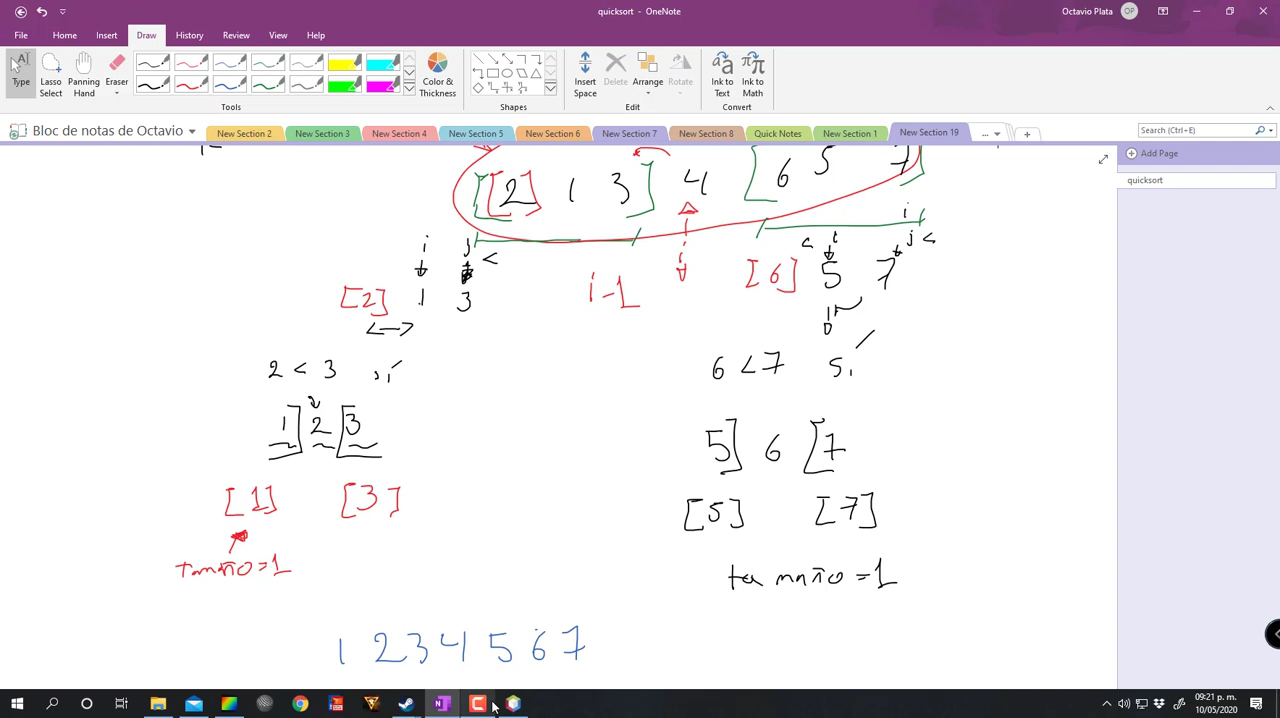 quicksort - OneNote
Octavio Plata OP
File Home Insert Draw History Review View Help
Type
Lasso Select
Panning Hand
Eraser
Color & Thickness
Insert Space
Delete
Arrange
Rotate
Ink to Text
Ink to Math
Tools Shapes Edit Convert
Bloc de notas de Octavio
New Section 2 New Section 3 New Section 4 New Section 5 New Section 6 New Section 7 New Section 8 Quick Notes New Section 1 New Section 19 ...
Search (Ctrl+E)
Add Page
quicksort
[[2] 1 3] 4 [6 5 7]
i j <
i
i j <
[2] 1 3
i-1
[6] 5 7
2 < 3 sí
6 < 7 sí
1] 2 [3
5] 6 [7
[1] [3]
[5] [7]
tamaño=1
tamaño=1
1 2 3 4 5 6 7
09:21 p. m.
10/05/2020